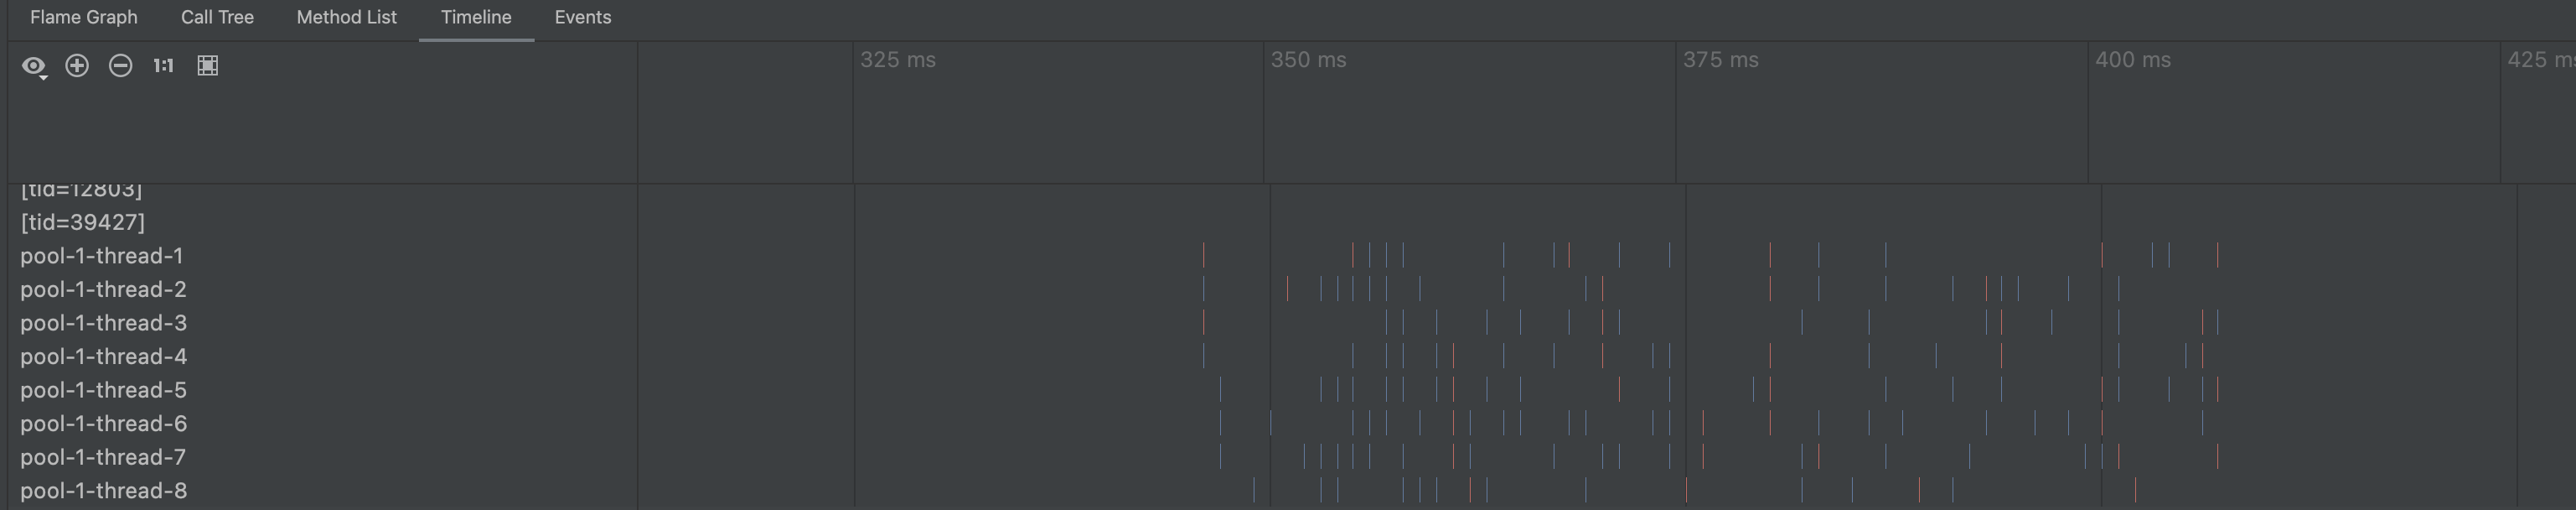 Flame Graph Call Tree Method List Timeline Events
1:1
325 ms 350 ms 375 ms 400 ms 425 ms
[tid=12803]
[tid=39427]
pool-1-thread-1
pool-1-thread-2
pool-1-thread-3
pool-1-thread-4
pool-1-thread-5
pool-1-thread-6
pool-1-thread-7
pool-1-thread-8